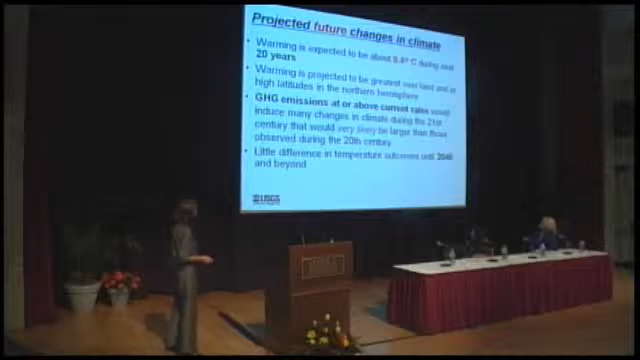 Projected future changes in climate
• Warming is expected to be about 0.4º C during next
20 years
• Warming is projected to be greatest over land and at
high latitudes in the northern hemisphere
• GHG emissions at or above current rates would
induce many changes in climate during the 21st
century that would very likely be larger than those
observed during the 20th century
• Little difference in temperature outcomes until 2040
and beyond
USGS